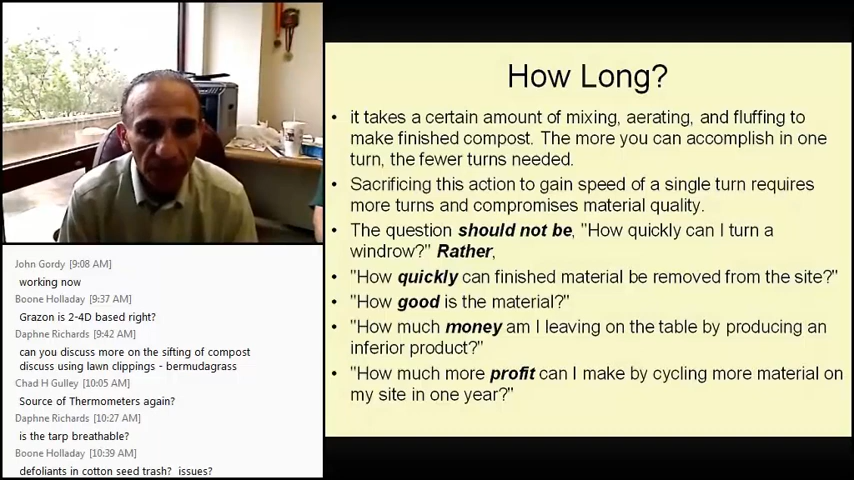 How Long?
• it takes a certain amount of mixing, aerating, and fluffing to
make finished compost. The more you can accomplish in one
turn, the fewer turns needed.
• Sacrificing this action to gain speed of a single turn requires
more turns and compromises material quality.
• The question should not be, "How quickly can I turn a
windrow?" Rather,
• "How quickly can finished material be removed from the site?"
• "How good is the material?"
• "How much money am I leaving on the table by producing an
inferior product?"
• "How much more profit can I make by cycling more material on
my site in one year?"
John Gordy [9:08 AM]
working now
Boone Holladay [9:37 AM]
Grazon is 2-4D based right?
Daphne Richards [9:42 AM]
can you discuss more on the sifting of compost
discuss using lawn clippings - bermudagrass
Chad H Gulley [10:05 AM]
Source of Thermometers again?
Daphne Richards [10:27 AM]
is the tarp breathable?
Boone Holladay [10:39 AM]
defoliants in cotton seed trash? issues?